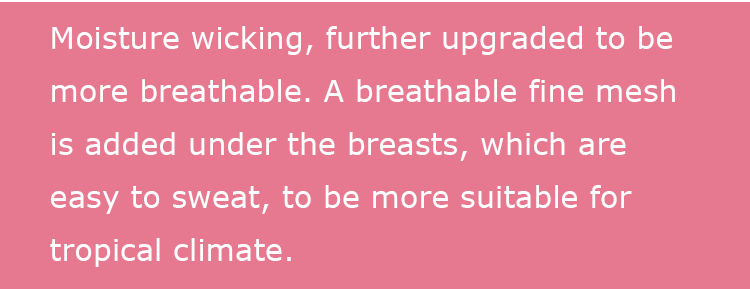 Moisture wicking, further upgraded to be
more breathable. A breathable fine mesh
is added under the breasts, which are
easy to sweat, to be more suitable for
tropical climate.